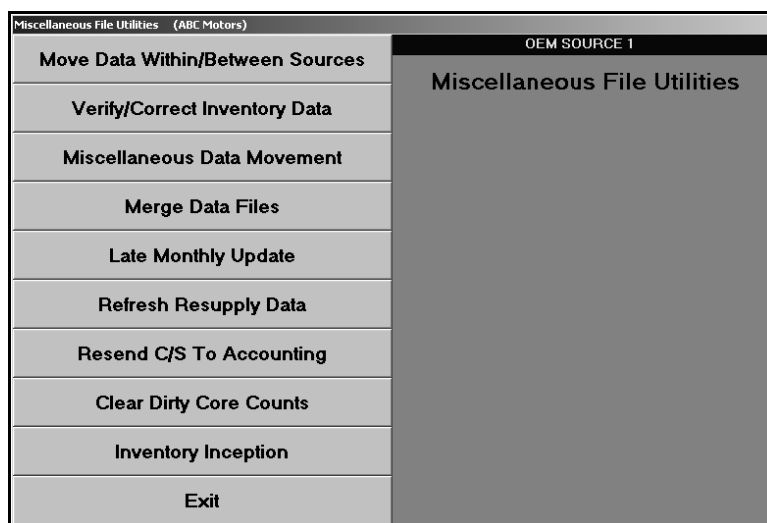 Miscellaneous File Utilities (ABC Motors)
Move Data Within/Between Sources
Verify/Correct Inventory Data
Miscellaneous Data Movement
Merge Data Files
Late Monthly Update
Refresh Resupply Data
Resend C/S To Accounting
Clear Dirty Core Counts
Inventory Inception
Exit
OEM SOURCE 1
Miscellaneous File Utilities